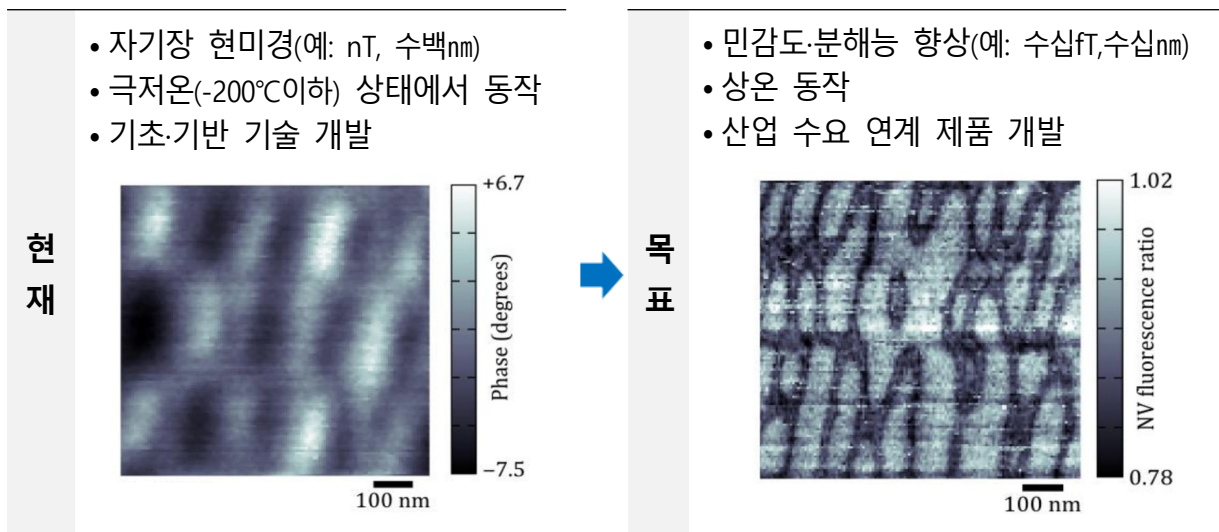 현
재
• 자기장 현미경(예: nT, 수백㎚)
• 극저온(-200℃이하) 상태에서 동작
• 기초·기반 기술 개발
+6.7
Phase (degrees)
–7.5
100 nm
목
표
• 민감도·분해능 향상(예: 수십fT,수십㎚)
• 상온 동작
• 산업 수요 연계 제품 개발
1.02
NV fluorescence ratio
0.78
100 nm